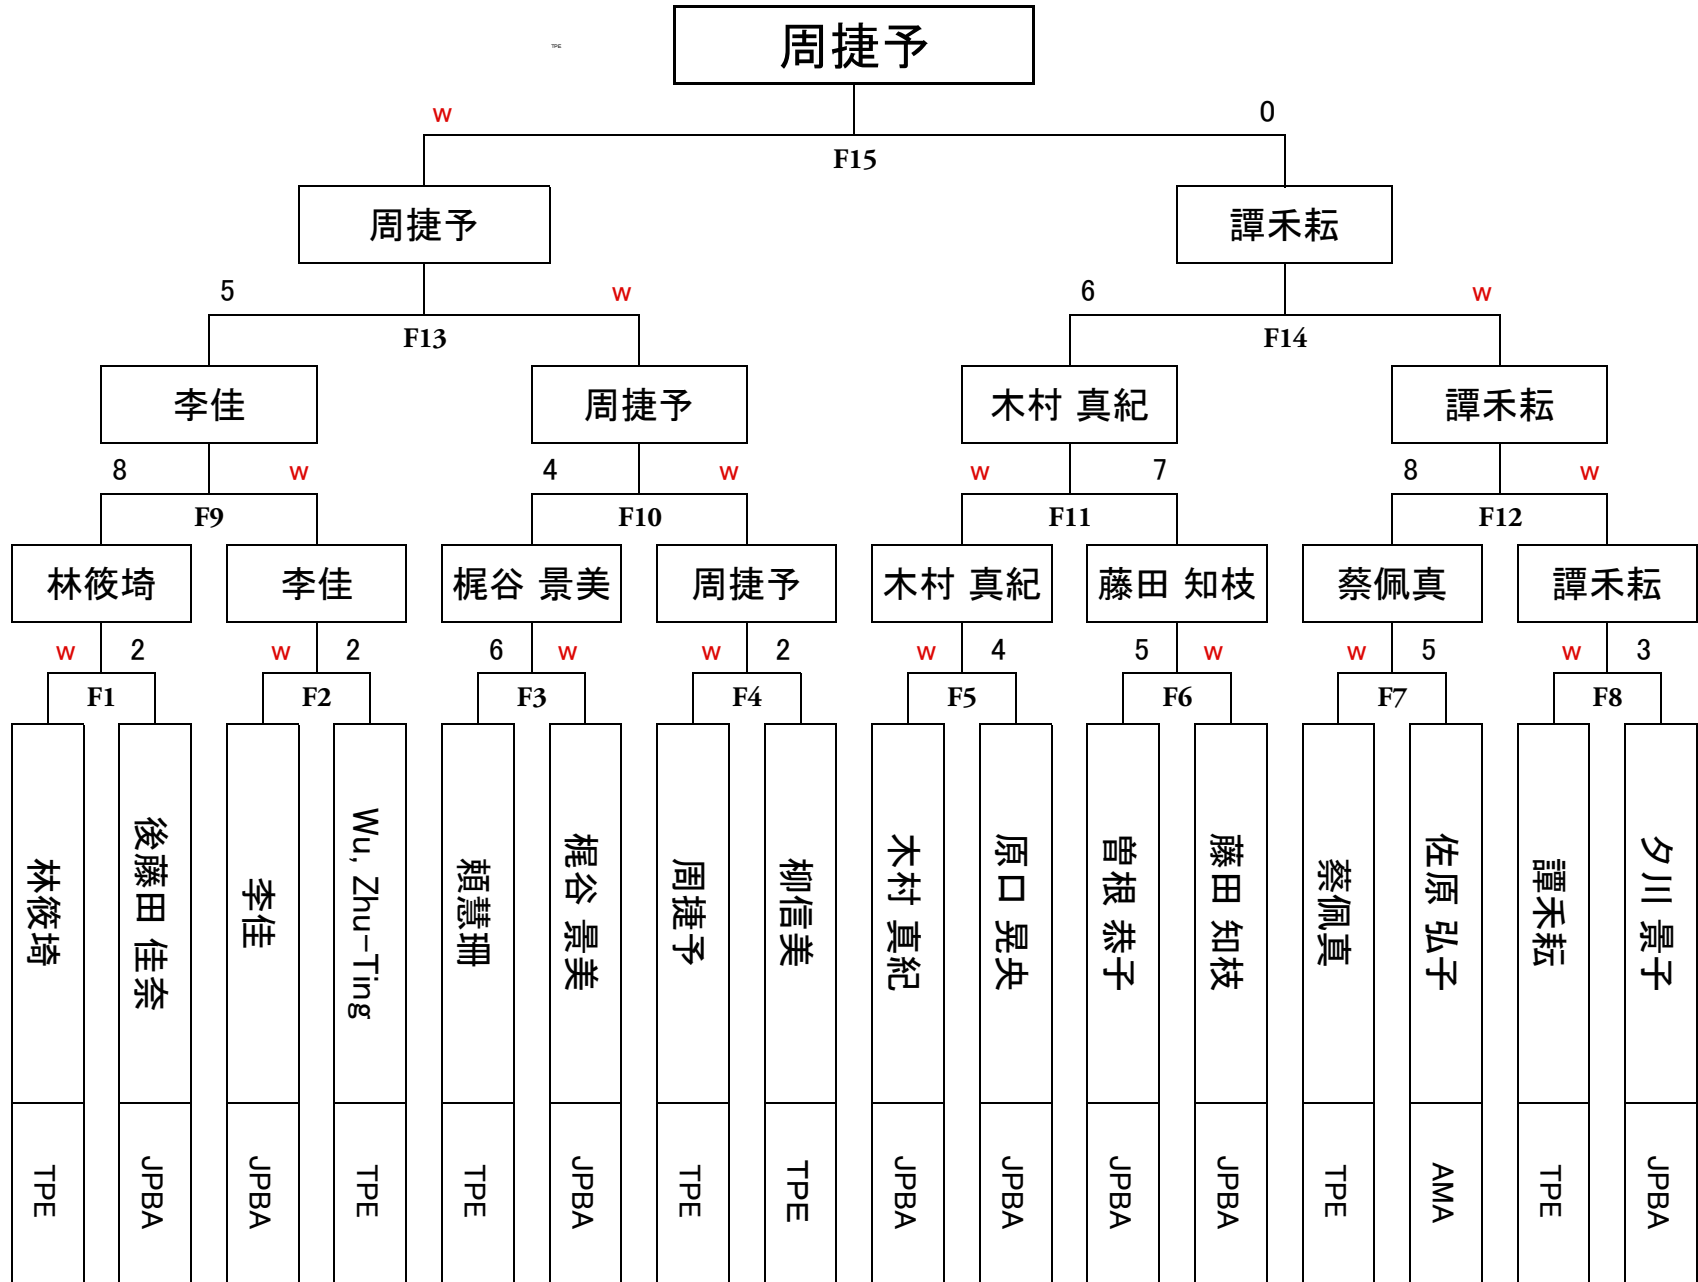 周捷予
TPE
w 0
F15
周捷予 譚禾耘
5 w 6 w
F13 F14
李佳 周捷予 木村 真紀 譚禾耘
8 w 4 w w 7 8 w
F9 F10 F11 F12
林筱埼 李佳 梶谷 景美 周捷予 木村 真紀 藤田 知枝 蔡佩真 譚禾耘
w 2 w 2 6 w w 2 w 4 5 w w 5 w 3
F1 F2 F3 F4 F5 F6 F7 F8
林筱埼
後藤田 佳奈
李佳
Wu, Zhu-Ting
賴慧珊
梶谷 景美
周捷予
柳信美
木村 真紀
原口 晃央
曽根 恭子
藤田 知枝
蔡佩真
佐原 弘子
譚禾耘
夕川 景子
TPE
JPBA
JPBA
TPE
TPE
JPBA
TPE
TPE
JPBA
JPBA
JPBA
JPBA
TPE
AMA
TPE
JPBA